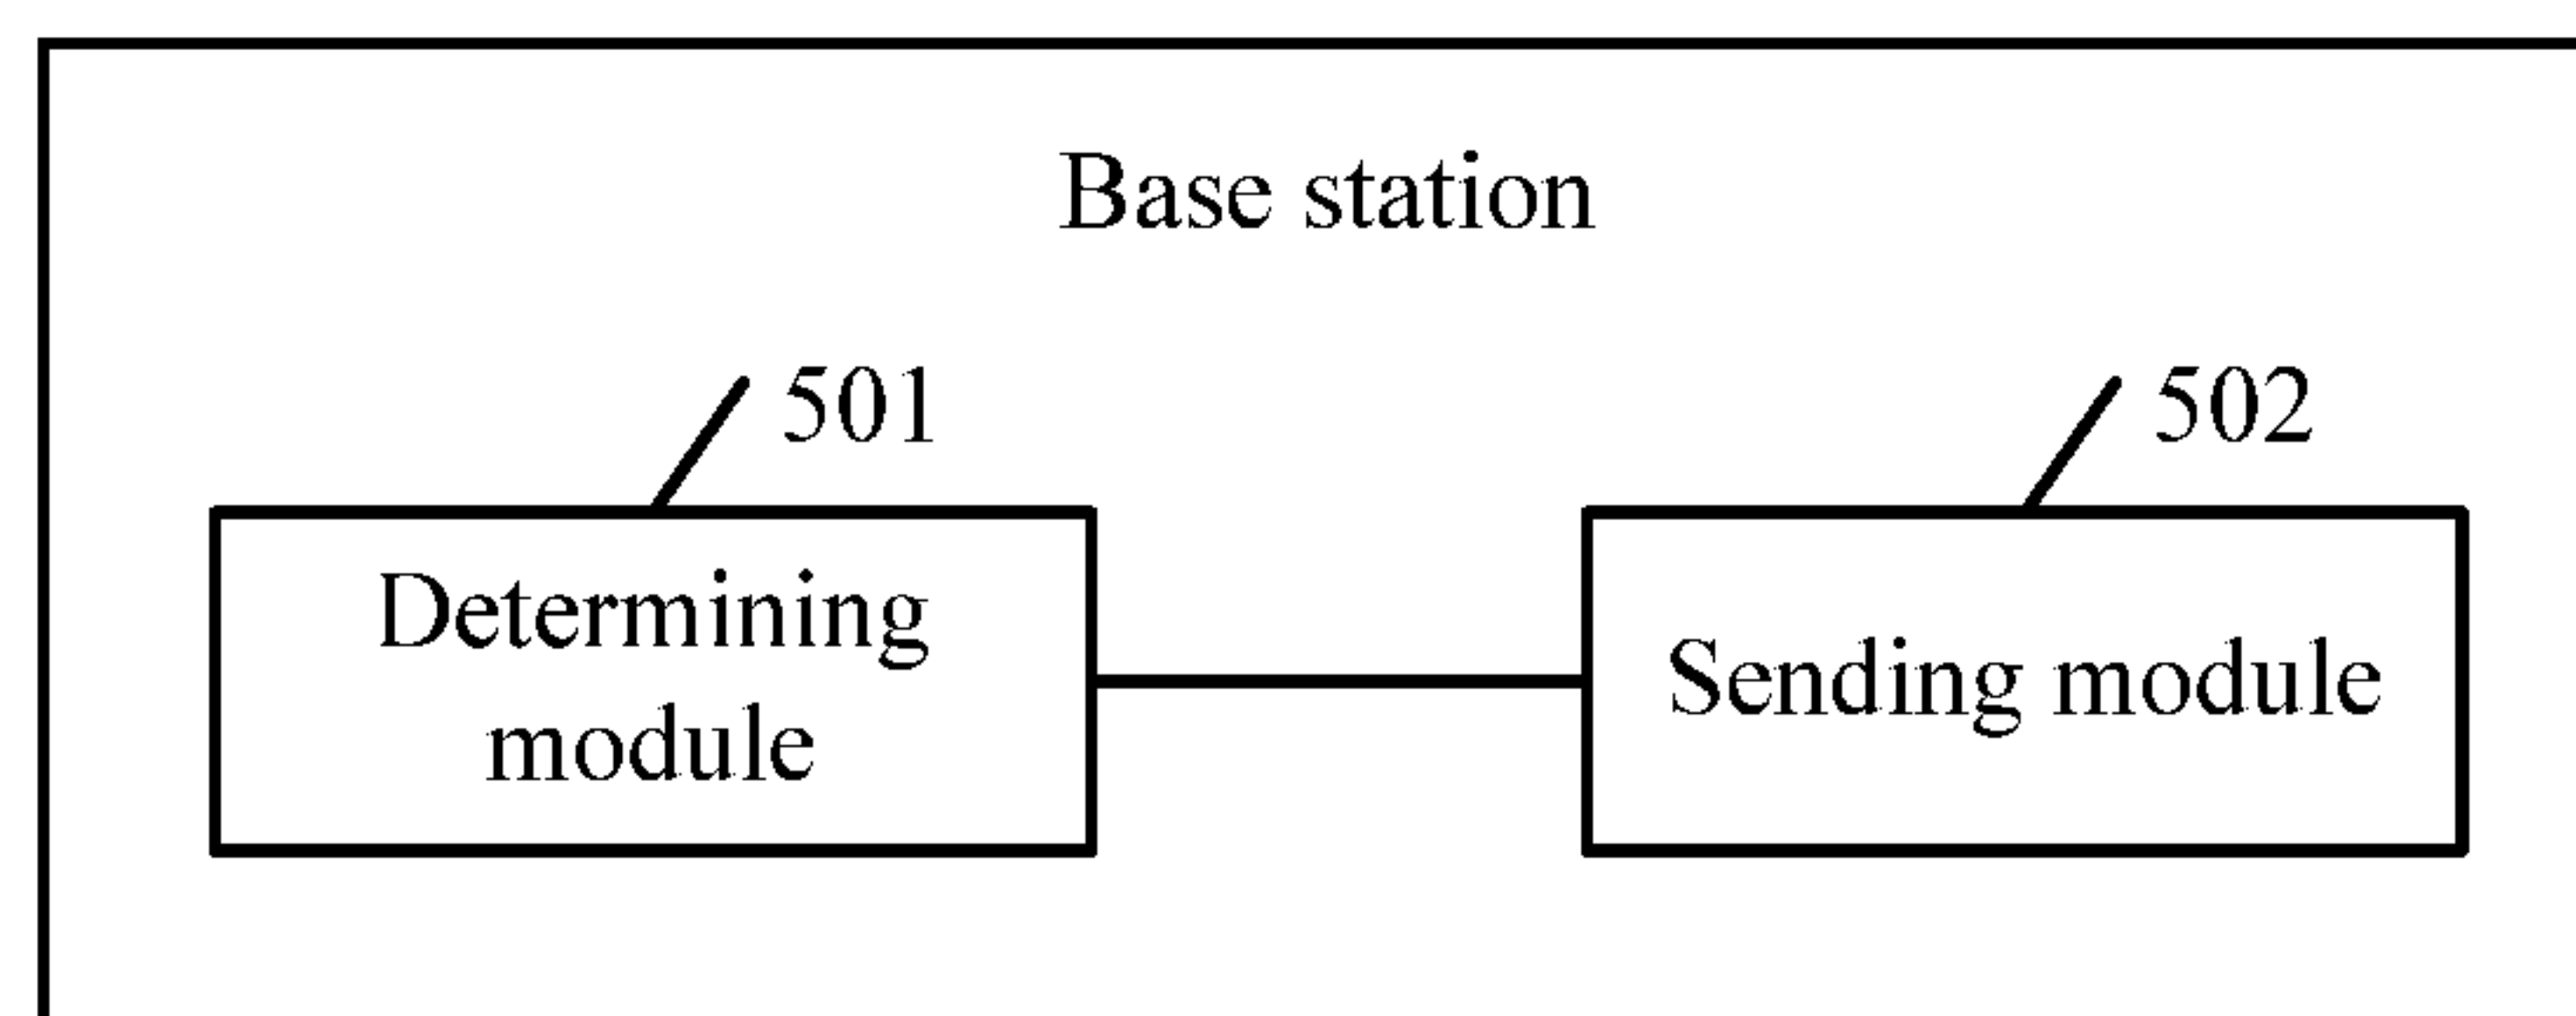 Base station
501
502
Determining
module
Sending module